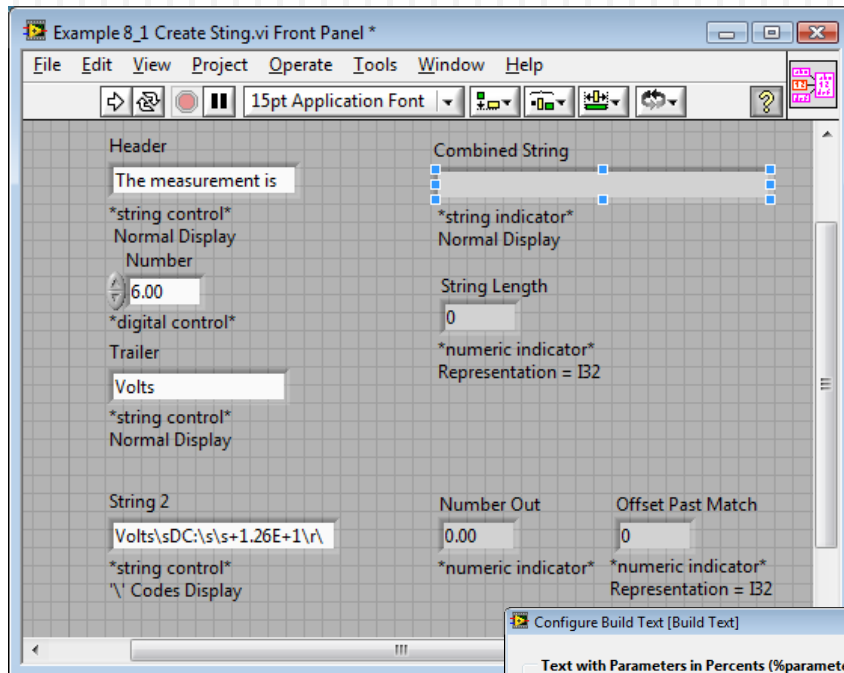 Example 8_1 Create Sting.vi Front Panel *
File Edit View Project Operate Tools Window Help
15pt Application Font
Header
The measurement is
*string control*
Normal Display
Number
6.00
*digital control*
Trailer
Volts
*string control*
Normal Display
Combined String
*string indicator*
Normal Display
String Length
0
*numeric indicator*
Representation = I32
String 2
Volts\sDC:\s\s+1.26E+1\r\
*string control*
'\' Codes Display
Number Out
0.00
*numeric indicator*
Offset Past Match
0
*numeric indicator*
Representation = I32
Configure Build Text [Build Text]
Text with Parameters in Percents (%paramet